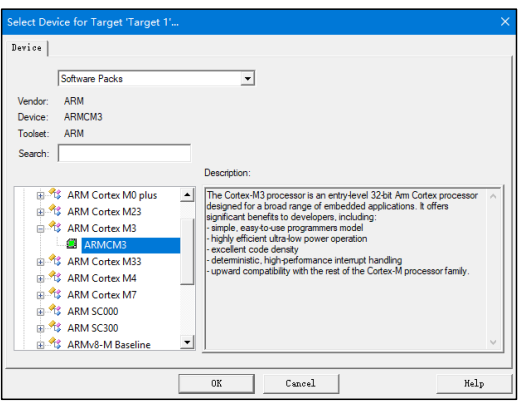 Select Device for Target 'Target 1'...
Device
Software Packs
Vendor: ARM
Device: ARMCM3
Toolset: ARM
Search:
Description:
ARM Cortex M0 plus
ARM Cortex M23
ARM Cortex M3
ARMCM3
ARM Cortex M33
ARM Cortex M4
ARM Cortex M7
ARM SC000
ARM SC300
ARMv8-M Baseline
The Cortex-M3 processor is an entry-level 32-bit Arm Cortex processor
designed for a broad range of embedded applications. It offers
significant benefits to developers, including:
- simple, easy-to-use programmers model
- highly efficient ultra-low power operation
- excellent code density
- deterministic, high-performance interrupt handling
- upward compatibility with the rest of the Cortex-M processor family.
OK
Cancel
Help